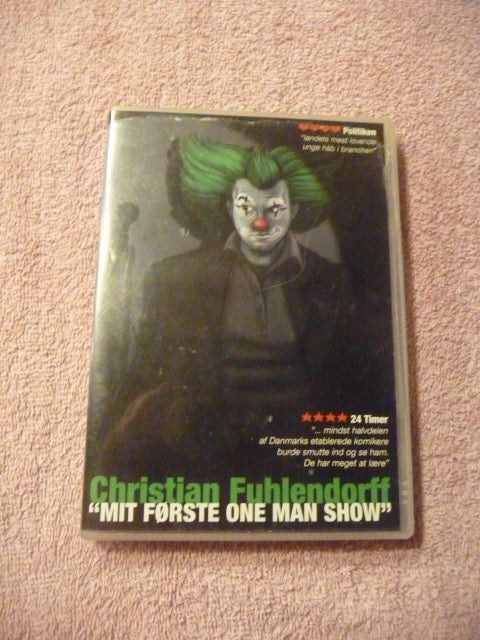 Politiken
"landets mest lovende
unge håb i branchen"
24 Timer
"... mindst halvdelen
af Danmarks etablerede komikere
burde smutte ind og se ham.
De har meget at lære"
Christian Fuhlendorff
"MIT FØRSTE ONE MAN SHOW"